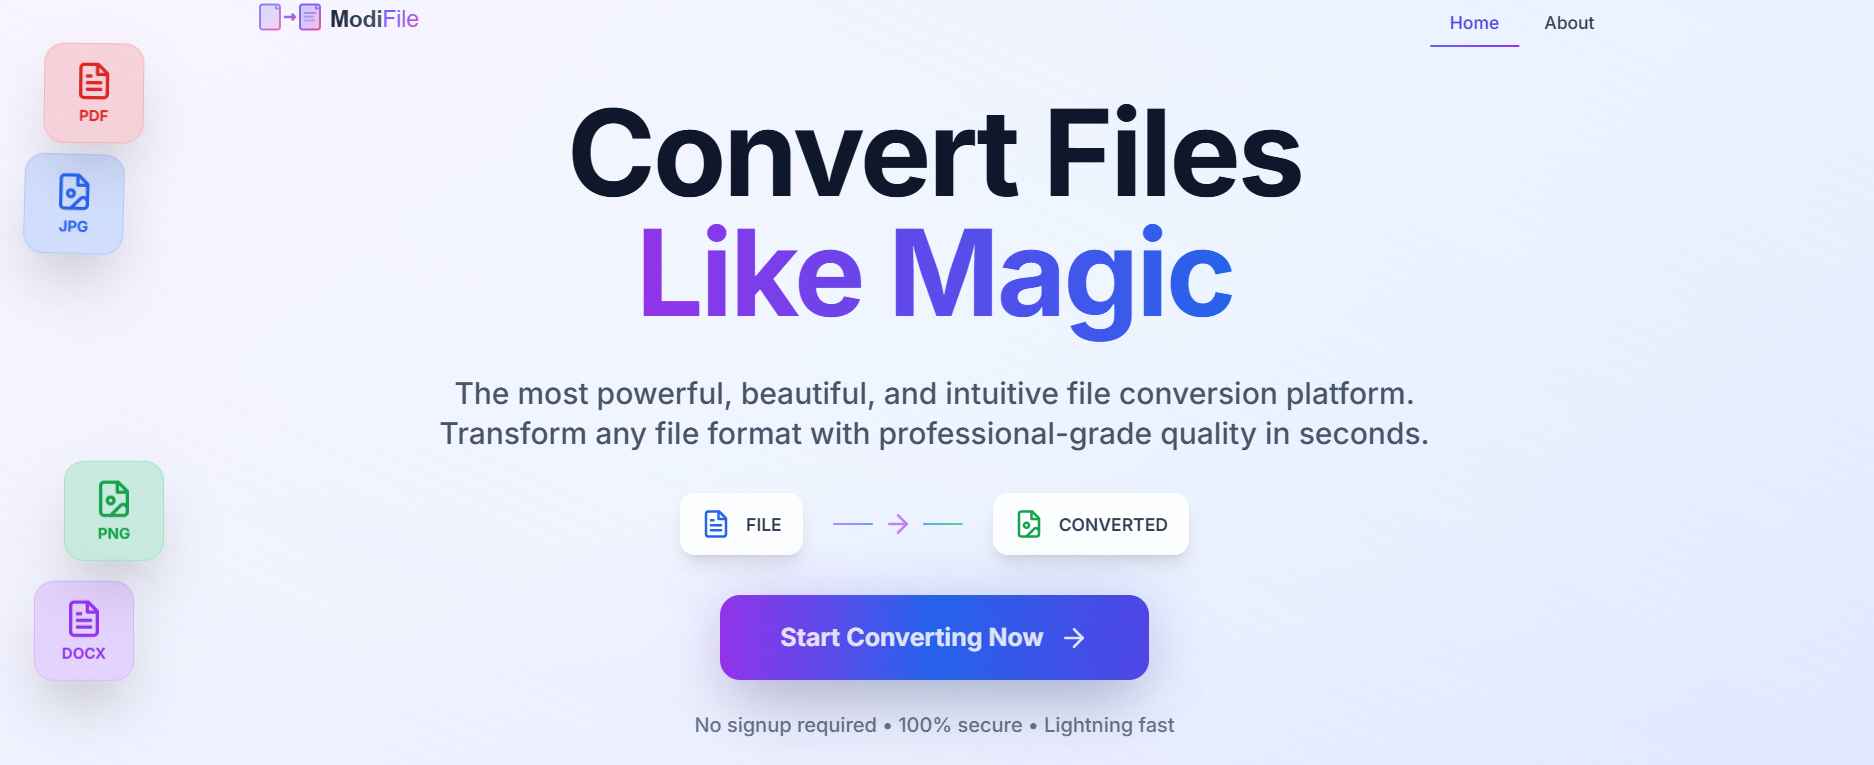 ModiFile
Home
About
PDF
JPG
PNG
DOCX
Convert Files
Like Magic
The most powerful, beautiful, and intuitive file conversion platform.
Transform any file format with professional-grade quality in seconds.
FILE
CONVERTED
Start Converting Now
No signup required • 100% secure • Lightning fast